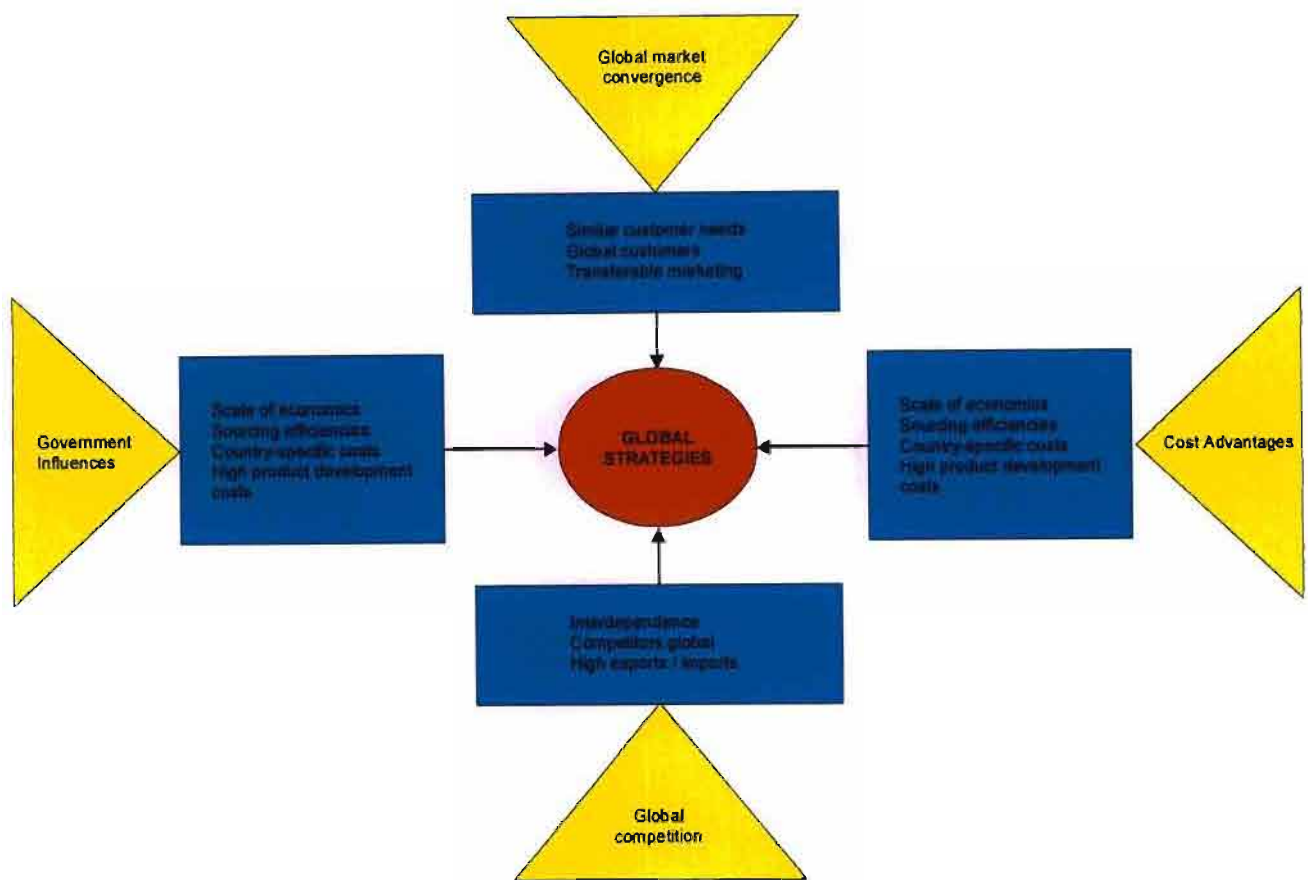 Global market
convergence
Similar customer needs
Global customers
Transferable marketing
Government
Influences
Scale of economics
Sourcing efficiencies
Country-specific costs
High product development
costs
GLOBAL
STRATEGIES
Scale of economics
Sourcing efficiencies
Country-specific costs
High product development
costs
Cost Advantages
Interdependence
Competitors global
High exports / imports
Global
competition